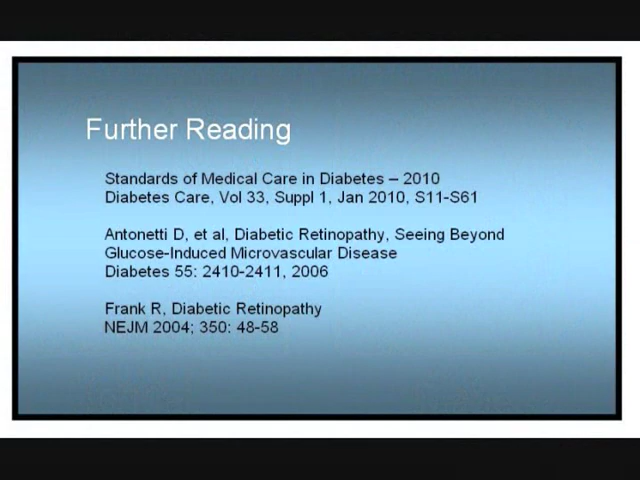 Further Reading
Standards of Medical Care in Diabetes – 2010
Diabetes Care, Vol 33, Suppl 1, Jan 2010, S11-S61
Antonetti D, et al, Diabetic Retinopathy, Seeing Beyond
Glucose-Induced Microvascular Disease
Diabetes 55: 2410-2411, 2006
Frank R, Diabetic Retinopathy
NEJM 2004; 350: 48-58